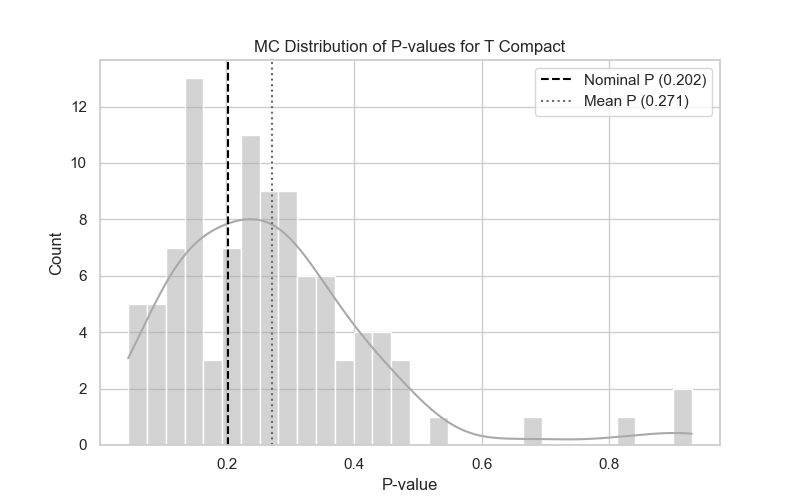 MC Distribution of P-values for T Compact
Nominal P (0.202)
Mean P (0.271)
Count
12
10
8
6
4
2
0
0.2
0.4
0.6
0.8
P-value